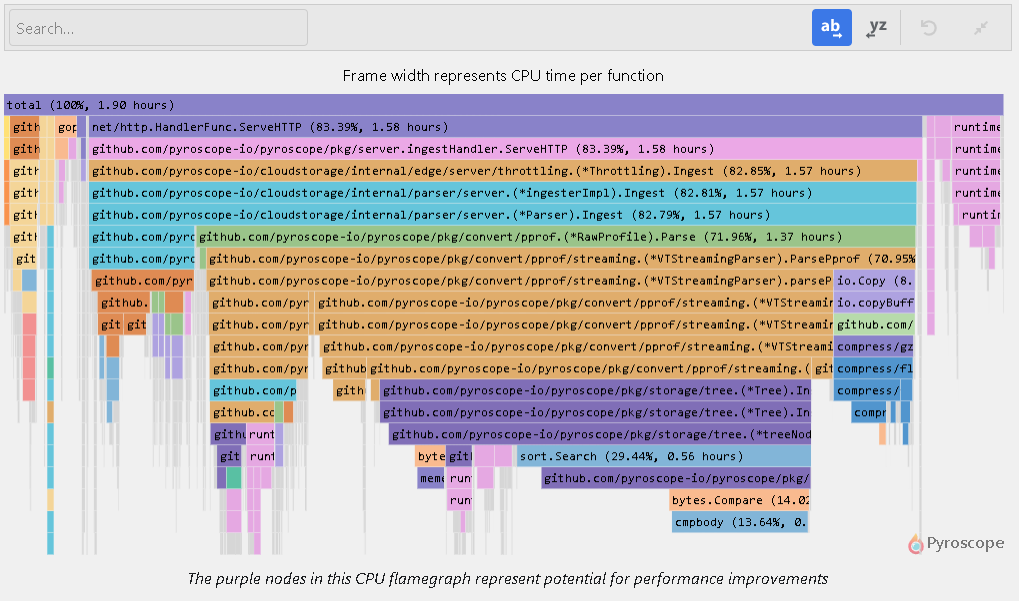 Search...
ab
yz
Frame width represents CPU time per function
total (100%, 1.90 hours)
gith gop net/http.HandlerFunc.ServeHTTP (83.39%, 1.58 hours) runtime
gith github.com/pyroscope-io/pyroscope/pkg/server.ingestHandler.ServeHTTP (83.39%, 1.58 hours) runtime
gith github.com/pyroscope-io/cloudstorage/internal/edge/server/throttling.(*Throttling).Ingest (82.85%, 1.57 hours) runtime
gith github.com/pyroscope-io/cloudstorage/internal/parser/server.(*ingesterImpl).Ingest (82.81%, 1.57 hours) runtime
gith github.com/pyroscope-io/cloudstorage/internal/parser/server.(*Parser).Ingest (82.79%, 1.57 hours) runtim
gith github.com/pyro github.com/pyroscope-io/pyroscope/pkg/convert/pprof.(*RawProfile).Parse (71.96%, 1.37 hours)
git github.com/pyro github.com/pyroscope-io/pyroscope/pkg/convert/pprof/streaming.(*VTStreamingParser).ParsePprof (70.95%
github.com/pyr github.com/pyroscope-io/pyroscope/pkg/convert/pprof/streaming.(*VTStreamingParser).parseP io.Copy (8.
github. github.com/pyr github.com/pyroscope-io/pyroscope/pkg/convert/pprof/streaming.(*VTStreamin io.copyBuff
git git github.com/pyr github.com/pyroscope-io/pyroscope/pkg/convert/pprof/streaming.(*VTStreamin github.com/
github.com/pyr github.com/pyroscope-io/pyroscope/pkg/convert/pprof/streaming.(*VTStreami compress/gz
github.com/pyr github github.com/pyroscope-io/pyroscope/pkg/convert/pprof/streaming.( git compress/fl
github.com/p gith github.com/pyroscope-io/pyroscope/pkg/storage/tree.(*Tree).In compress/
github.co github.com/pyroscope-io/pyroscope/pkg/storage/tree.(*Tree).In compr
gith runt github.com/pyroscope-io/pyroscope/pkg/storage/tree.(*treeNod
git runt byte gith sort.Search (29.44%, 0.56 hours)
meme run github.com/pyroscope-io/pyroscope/pkg/
run bytes.Compare (14.02
cmpbody (13.64%, 0.
Pyroscope
The purple nodes in this CPU flamegraph represent potential for performance improvements